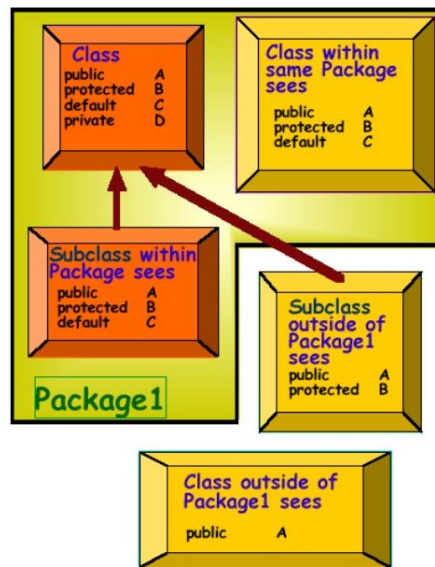 Class
public A
protected B
default C
private D
Class within
same Package
sees
public A
protected B
default C
Subclass within
Package sees
public A
protected B
default C
Subclass
outside of
Package1
sees
public A
protected B
Package1
Class outside of
Package1 sees
public A